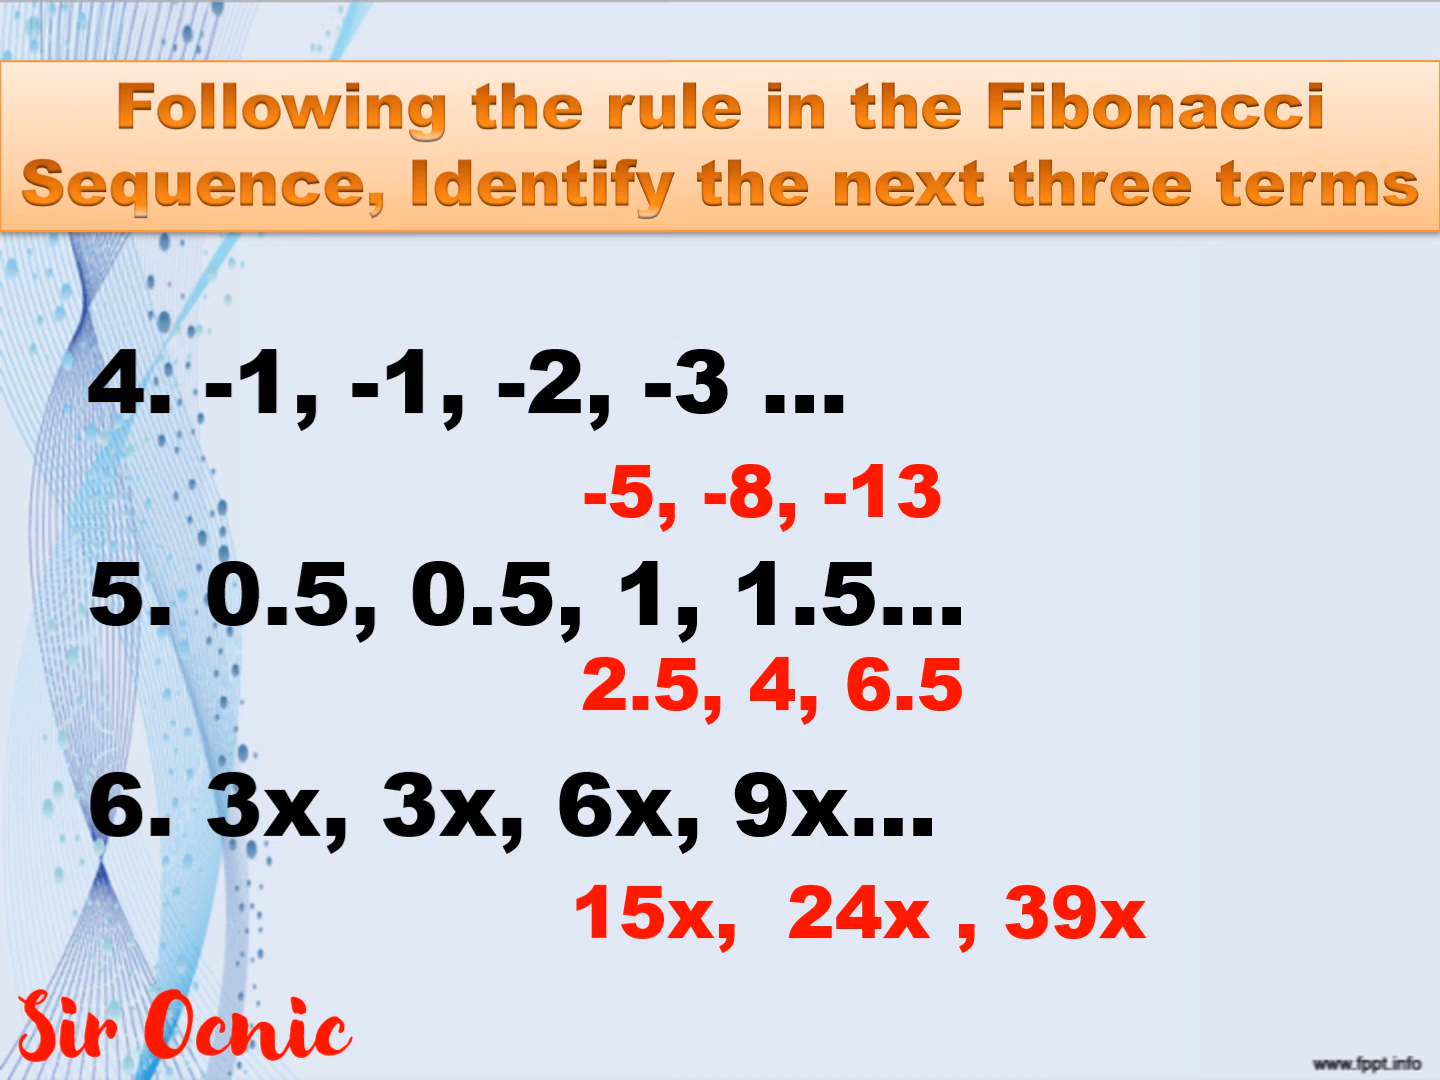 Following the rule in the Fibonacci
Sequence, Identify the next three terms
4. -1, -1, -2, -3 ...
-5, -8, -13
5. 0.5, 0.5, 1, 1.5...
2.5, 4, 6.5
6. 3x, 3x, 6x, 9x...
15x,  24x , 39x
Sir Ocnic
www.fppt.info